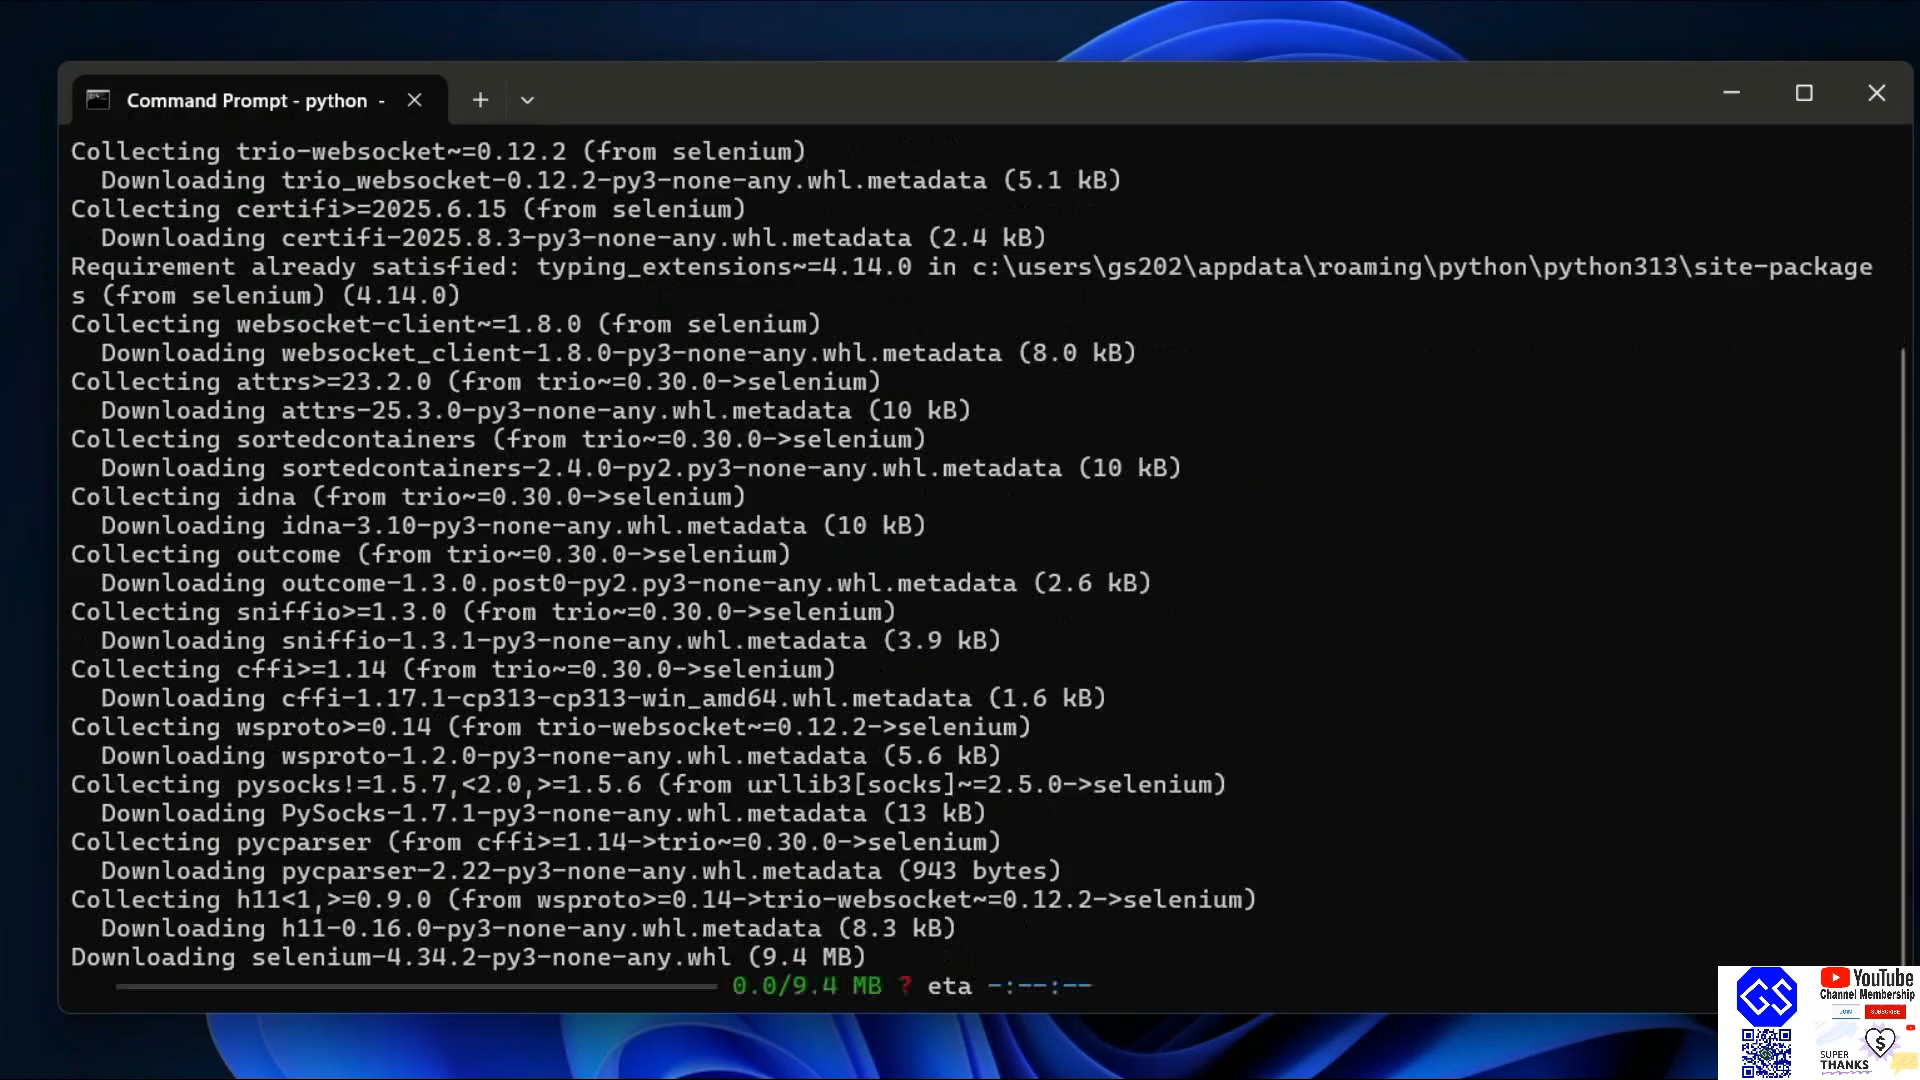 Command Prompt - python -
Collecting trio-websocket~=0.12.2 (from selenium)
Downloading trio_websocket-0.12.2-py3-none-any.whl.metadata (5.1 kB)
Collecting certifi>=2025.6.15 (from selenium)
Downloading certifi-2025.8.3-py3-none-any.whl.metadata (2.4 kB)
Requirement already satisfied: typing_extensions~=4.14.0 in c:\users\gs202\appdata\roaming\python\python313\site-package
s (from selenium) (4.14.0)
Collecting websocket-client~=1.8.0 (from selenium)
Downloading websocket_client-1.8.0-py3-none-any.whl.metadata (8.0 kB)
Collecting attrs>=23.2.0 (from trio~=0.30.0->selenium)
Downloading attrs-25.3.0-py3-none-any.whl.metadata (10 kB)
Collecting sortedcontainers (from trio~=0.30.0->selenium)
Downloading sortedcontainers-2.4.0-py2.py3-none-any.whl.metadata (10 kB)
Collecting idna (from trio~=0.30.0->selenium)
Downloading idna-3.10-py3-none-any.whl.metadata (10 kB)
Collecting outcome (from trio~=0.30.0->selenium)
Downloading outcome-1.3.0.post0-py2.py3-none-any.whl.metadata (2.6 kB)
Collecting sniffio>=1.3.0 (from trio~=0.30.0->selenium)
Downloading sniffio-1.3.1-py3-none-any.whl.metadata (3.9 kB)
Collecting cffi>=1.14 (from trio~=0.30.0->selenium)
Downloading cffi-1.17.1-cp313-cp313-win_amd64.whl.metadata (1.6 kB)
Collecting wsproto>=0.14 (from trio-websocket~=0.12.2->selenium)
Downloading wsproto-1.2.0-py3-none-any.whl.metadata (5.6 kB)
Collecting pysocks!=1.5.7,<2.0,>=1.5.6 (from urllib3[socks]~=2.5.0->selenium)
Downloading PySocks-1.7.1-py3-none-any.whl.metadata (13 kB)
Collecting pycparser (from cffi>=1.14->trio~=0.30.0->selenium)
Downloading pycparser-2.22-py3-none-any.whl.metadata (943 bytes)
Collecting h11<1,>=0.9.0 (from wsproto>=0.14->trio-websocket~=0.12.2->selenium)
Downloading h11-0.16.0-py3-none-any.whl.metadata (8.3 kB)
Downloading selenium-4.34.2-py3-none-any.whl (9.4 MB)
0.0/9.4 MB ? eta -:--:--
GS
YouTube
Channel Membership
JOIN SUBSCRIBE
SUPER
THANKS
$